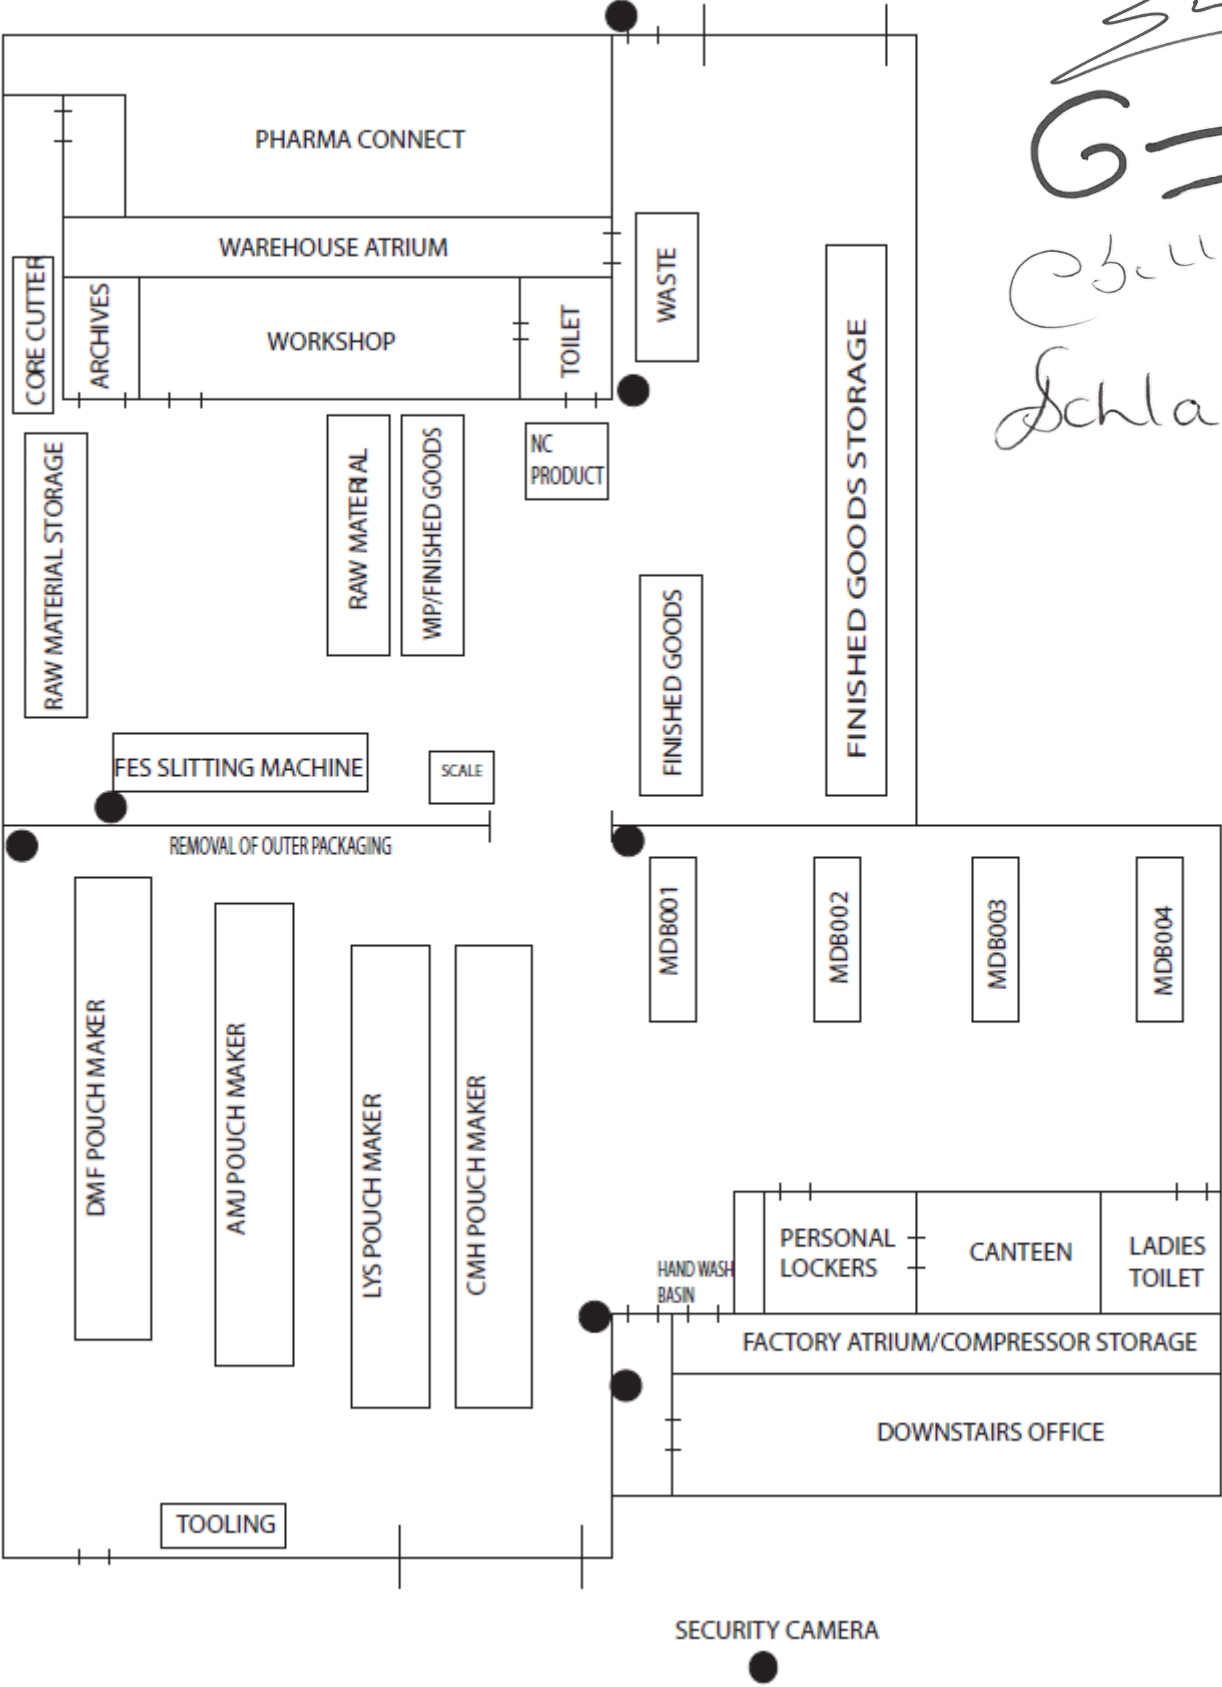 PHARMA CONNECT
WAREHOUSE ATRIUM
CORE CUTTER
ARCHIVES
WORKSHOP
TOILET
WASTE
FINISHED GOODS STORAGE
Schla
RAW MATERIAL STORAGE
RAW MATERIAL
WIP/FINISHED GOODS
NC
PRODUCT
FINISHED GOODS
FES SLITTING MACHINE
SCALE
REMOVAL OF OUTER PACKAGING
DMF POUCH MAKER
AMJ POUCH MAKER
LYS POUCH MAKER
CMH POUCH MAKER
MDB001
MDB002
MDB003
MDB004
HAND WASH
BASIN
PERSONAL
LOCKERS
CANTEEN
LADIES
TOILET
FACTORY ATRIUM/COMPRESSOR STORAGE
DOWNSTAIRS OFFICE
TOOLING
SECURITY CAMERA